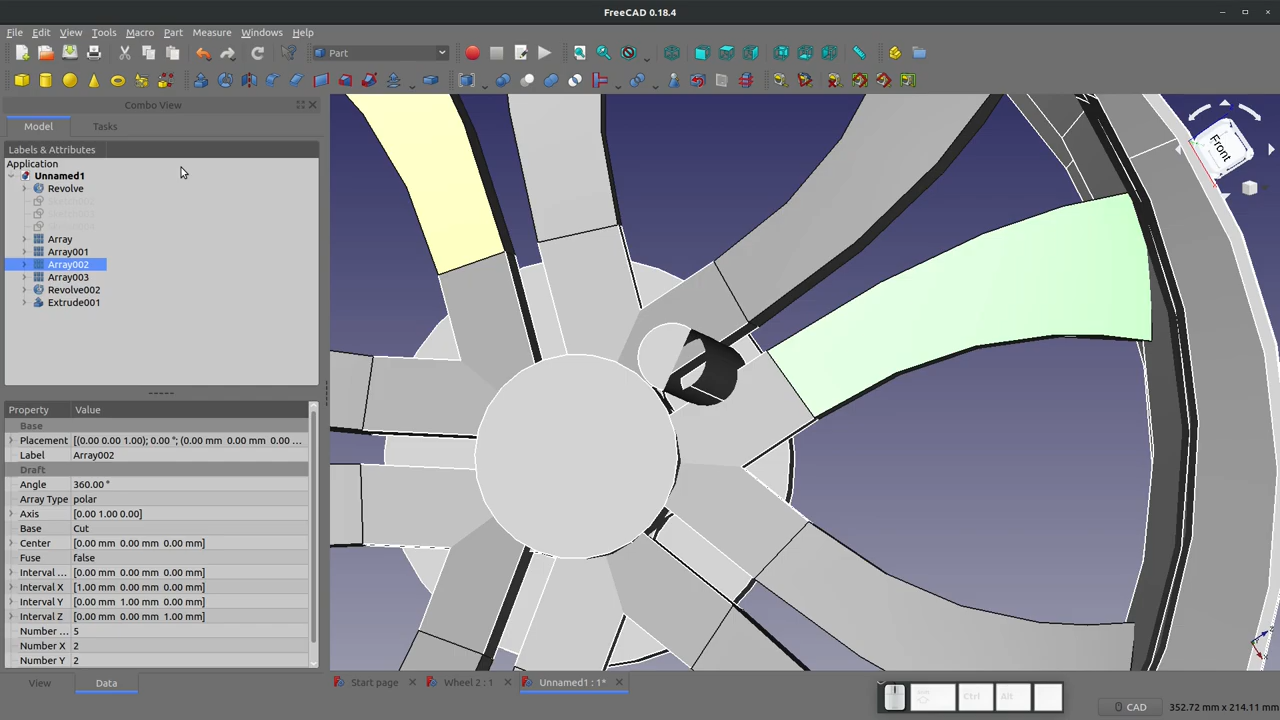 FreeCAD 0.18.4
File Edit View Tools Macro Part Measure Windows Help
Part
Combo View
Model Tasks
Labels & Attributes
Application
Unnamed1
Revolve
Array
Array001
Array002
Array003
Revolve002
Extrude001
Property Value
Base
Placement [(0.00 0.00 1.00); 0.00 °; (0.00 mm 0.00 mm 0.00 ...
Label Array002
Draft
Angle 360.00 °
Array Type polar
Axis [0.00 1.00 0.00]
Base Cut
Center [0.00 mm 0.00 mm 0.00 mm]
Fuse false
Interval ... [0.00 mm 0.00 mm 0.00 mm]
Interval X [1.00 mm 0.00 mm 0.00 mm]
Interval Y [0.00 mm 1.00 mm 0.00 mm]
Interval Z [0.00 mm 0.00 mm 1.00 mm]
Number ... 5
Number X 2
Number Y 2
View Data
Start page Wheel 2 : 1 Unnamed1 : 1*
Front
Ctrl Alt
CAD 352.72 mm x 214.11 mm